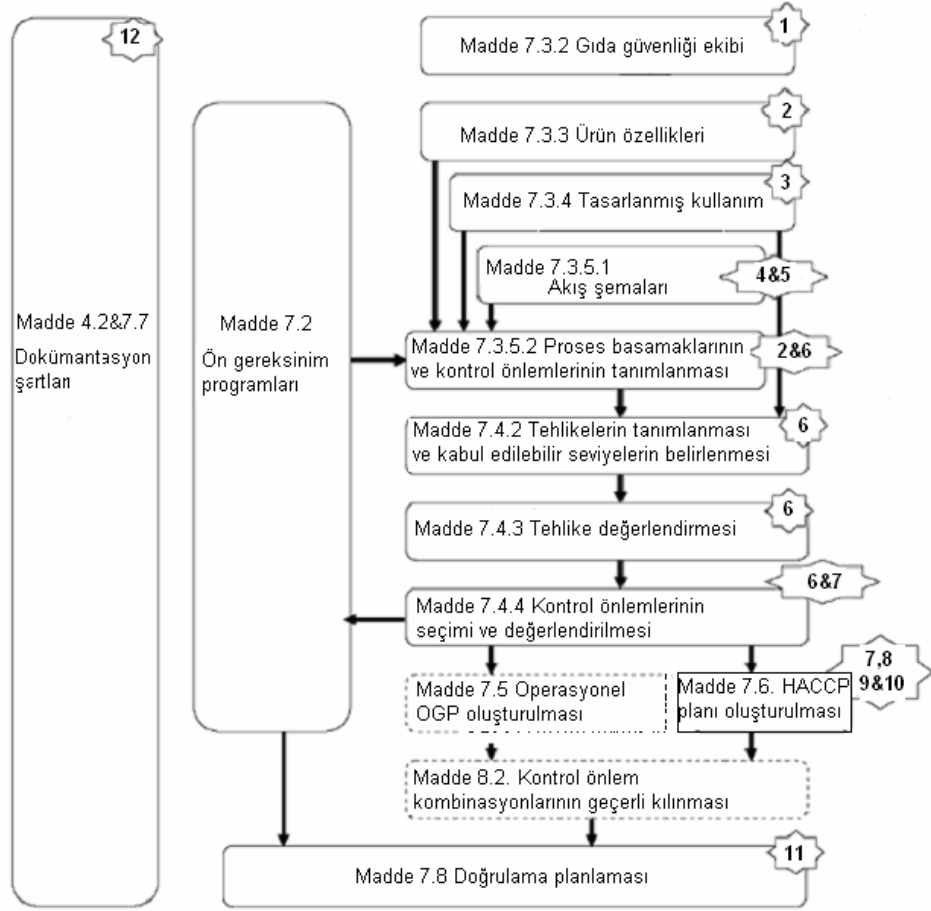 12
Madde 4.2&7.7
Dokümantasyon
şartları
Madde 7.2
Ön gereksinim
programları
1
Madde 7.3.2 Gıda güvenliği ekibi
2
Madde 7.3.3 Ürün özellikleri
3
Madde 7.3.4 Tasarlanmış kullanım
4&5
Madde 7.3.5.1
Akış şemaları
2&6
Madde 7.3.5.2 Proses basamaklarının
ve kontrol önlemlerinin tanımlanması
6
Madde 7.4.2 Tehlikelerin tanımlanması
ve kabul edilebilir seviyelerin belirlenmesi
6
Madde 7.4.3 Tehlike değerlendirmesi
6&7
Madde 7.4.4 Kontrol önlemlerinin
seçimi ve değerlendirilmesi
7,8
9&10
Madde 7.5 Operasyonel
OGP oluşturulması
Madde 7.6. HACCP
planı oluşturulması
Madde 8.2. Kontrol önlem
kombinasyonlarının geçerli kılınması
11
Madde 7.8 Doğrulama planlaması